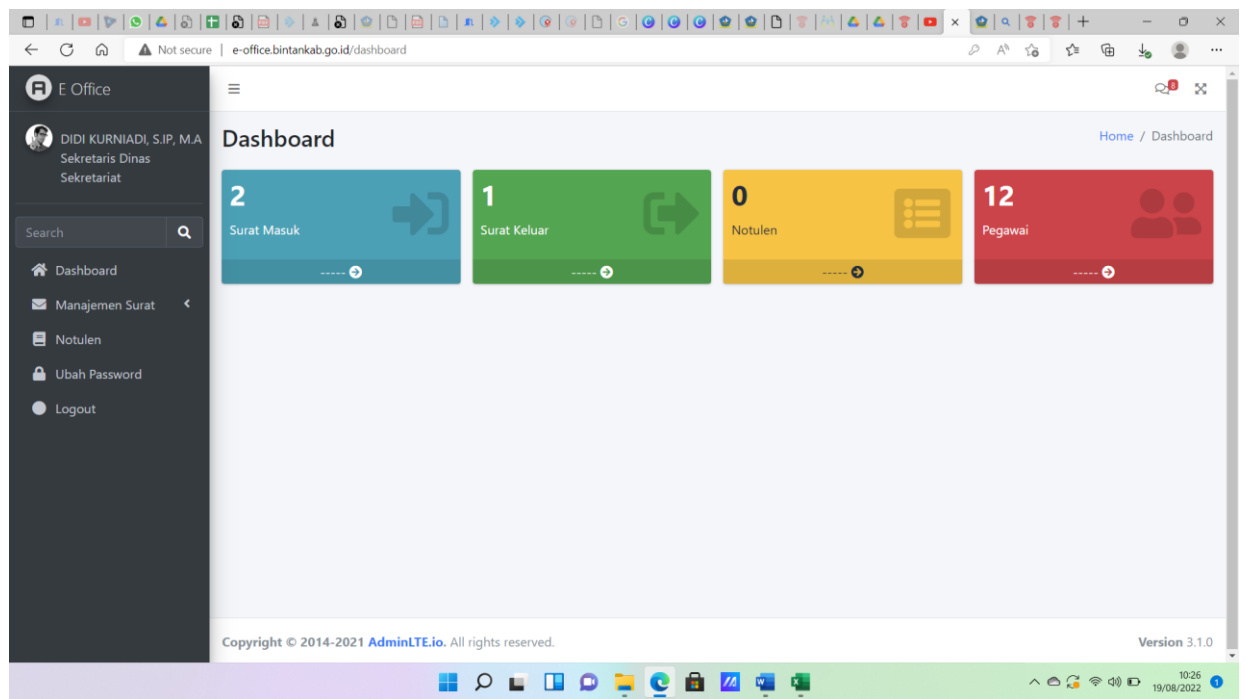 Not secure | e-office.bintankab.go.id/dashboard
E Office
8
DIDI KURNIADI, S.IP, M.A
Sekretaris Dinas
Sekretariat
Search
Dashboard
Manajemen Surat
Notulen
Ubah Password
Logout
Dashboard
Home / Dashboard
2
Surat Masuk
-----
1
Surat Keluar
-----
0
Notulen
-----
12
Pegawai
-----
Copyright © 2014-2021 AdminLTE.io. All rights reserved.
Version 3.1.0
10:26
19/08/2022
1